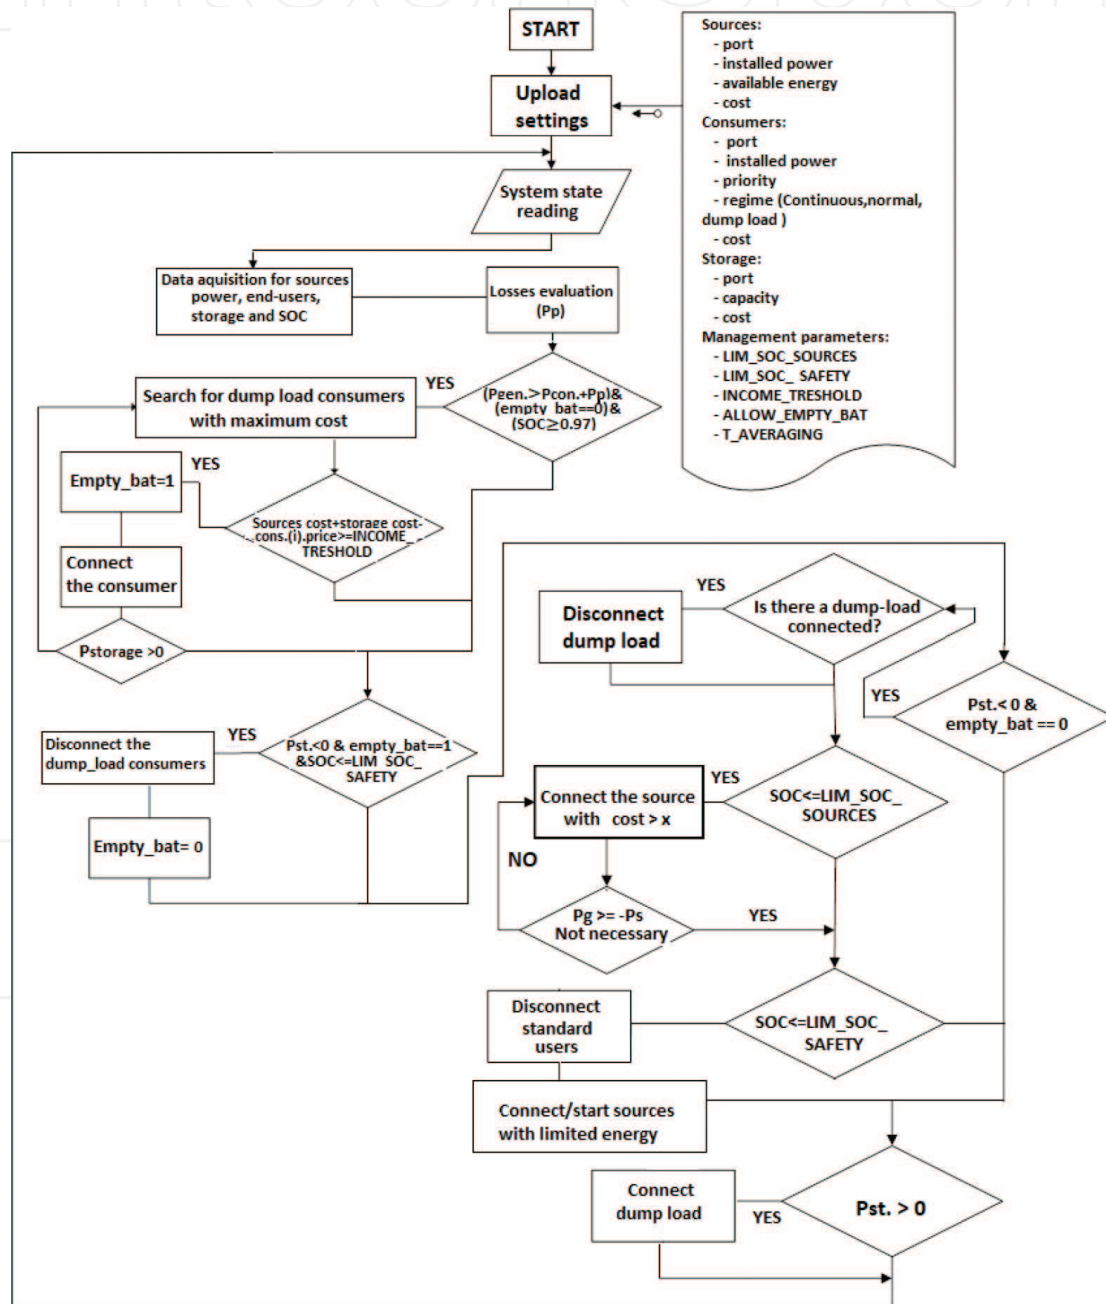 START
Upload
settings
Sources:
- port
- installed power
- available energy
- cost
Consumers:
- port
- installed power
- priority
- regime (Continuous,normal,
dump load )
- cost
Storage:
- port
- capacity
- cost
Management parameters:
- LIM_SOC_SOURCES
- LIM_SOC_ SAFETY
- INCOME_TRESHOLD
- ALLOW_EMPTY_BAT
- T_AVERAGING
System state
reading
Data aquisition for sources
power, end-users,
storage and SOC
Losses evaluation
(Pp)
(Pgen.>Pcon.+Pp)&
(empty_bat==0)&
(SOC≥0.97)
YES
Search for dump load consumers
with maximum cost
YES
Empty_bat=1
Sources cost+storage cost-
cons.(i).price>=INCOME_
TRESHOLD
Connect
the consumer
Pstorage >0
YES
Is there a dump-load
connected?
Disconnect
dump load
YES
Pst.< 0 &
empty_bat == 0
YES
Pst.<0 & empty_bat==1
&SOC<=LIM_SOC_
SAFETY
Disconnect the
dump_load consumers
Empty_bat= 0
YES
SOC<=LIM_SOC_
SOURCES
Connect the source
with cost > x
NO
Pg >= -Ps
Not necessary
YES
SOC<=LIM_SOC_
SAFETY
Disconnect
standard
users
Connect/start sources
with limited energy
Connect
dump load
YES
Pst. > 0